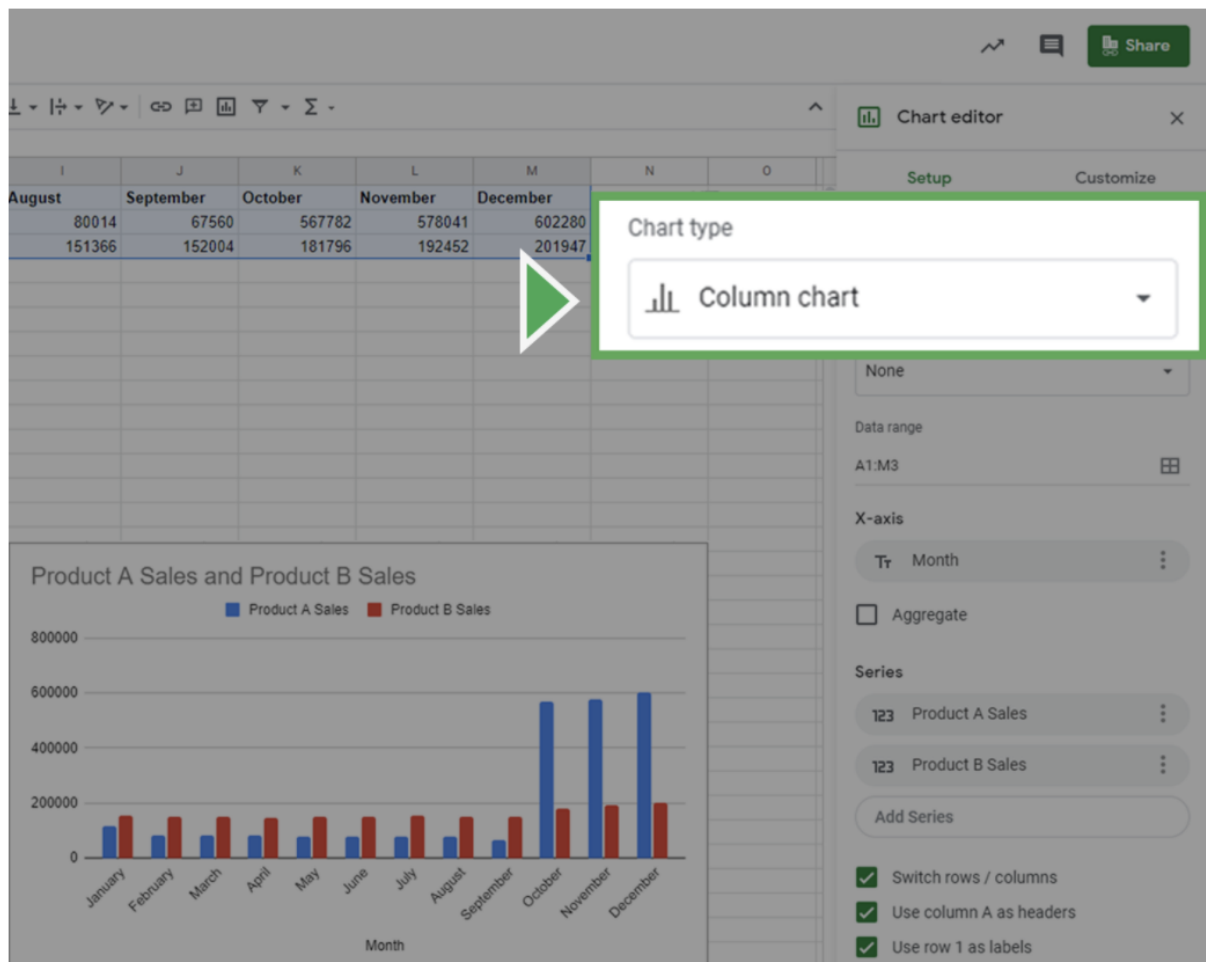 Share
Chart editor
Setup Customize
I J K L M N O
August September October November December
80014 67560 567782 578041 602280
151366 152004 181796 192452 201947
Chart type
Column chart
None
Data range
A1:M3
X-axis
Tт Month
Aggregate
Series
123 Product A Sales
123 Product B Sales
Add Series
Switch rows / columns
Use column A as headers
Use row 1 as labels
Product A Sales and Product B Sales
Product A Sales Product B Sales
800000
600000
400000
200000
0
January February March April May June July August September October November December
Month